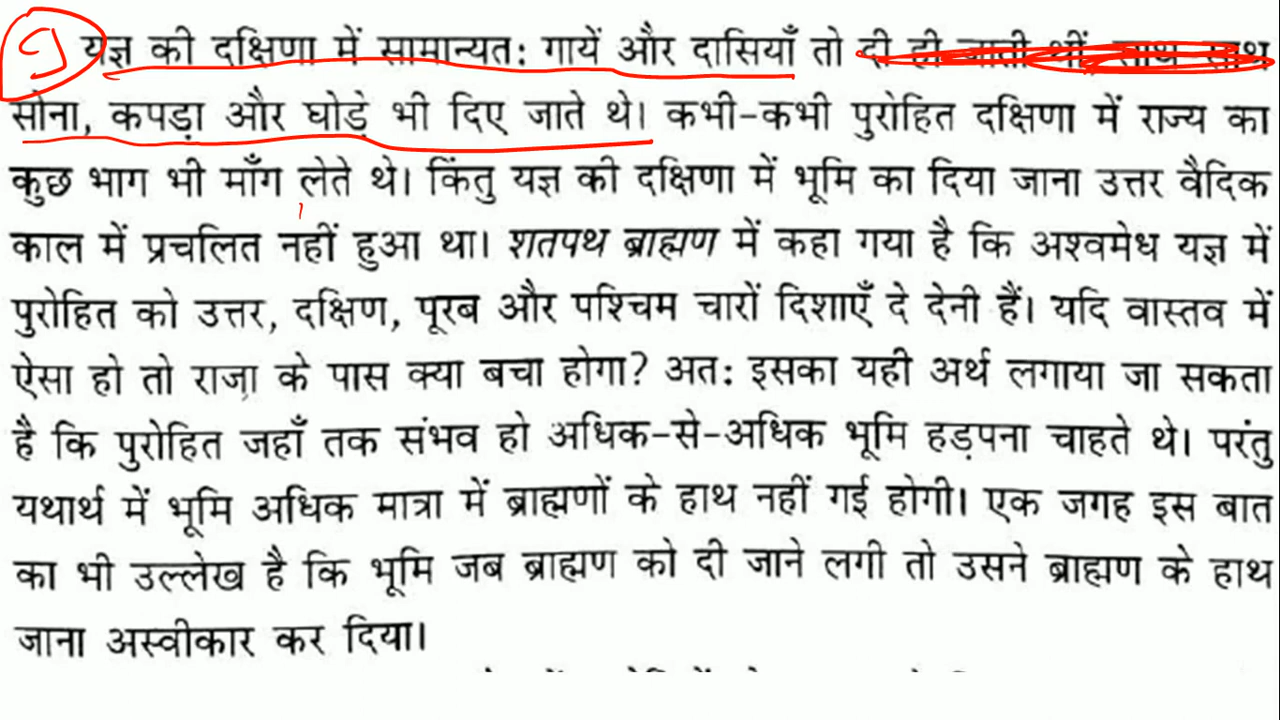 यज्ञ की दक्षिणा में सामान्यत: गायें और दासियाँ तो दी ही जाती थीं साथ साथ
सोना, कपड़ा और घोड़े भी दिए जाते थे। कभी-कभी पुरोहित दक्षिणा में राज्य का
कुछ भाग भी माँग लेते थे। किंतु यज्ञ की दक्षिणा में भूमि का दिया जाना उत्तर वैदिक
काल में प्रचलित नहीं हुआ था। शतपथ ब्राह्मण में कहा गया है कि अश्वमेध यज्ञ में
पुरोहित को उत्तर, दक्षिण, पूरब और पश्चिम चारों दिशाएँ दे देनी हैं। यदि वास्तव में
ऐसा हो तो राजा के पास क्या बचा होगा? अत: इसका यही अर्थ लगाया जा सकता
है कि पुरोहित जहाँ तक संभव हो अधिक-से-अधिक भूमि हड़पना चाहते थे। परंतु
यथार्थ में भूमि अधिक मात्रा में ब्राह्मणों के हाथ नहीं गई होगी। एक जगह इस बात
का भी उल्लेख है कि भूमि जब ब्राह्मण को दी जाने लगी तो उसने ब्राह्मण के हाथ
जाना अस्वीकार कर दिया।